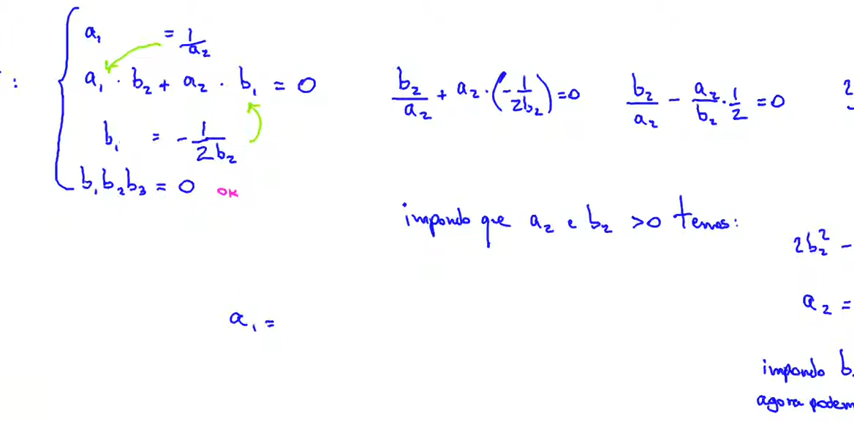 a₁ = 1/a₂
: a₁ · b₂ + a₂ · b₁ = 0
b₁ = - 1/2b₂
b₁b₂b₃ = 0 OK
b₂/a₂ + a₂ · (- 1/2b₂) = 0
b₂/a₂ - a₂/b₂ · 1/2 = 0
impondo que a₂ e b₂ > 0 temos:
2b₂² -
a₂ =
a₁ =
impondo b
agora podem